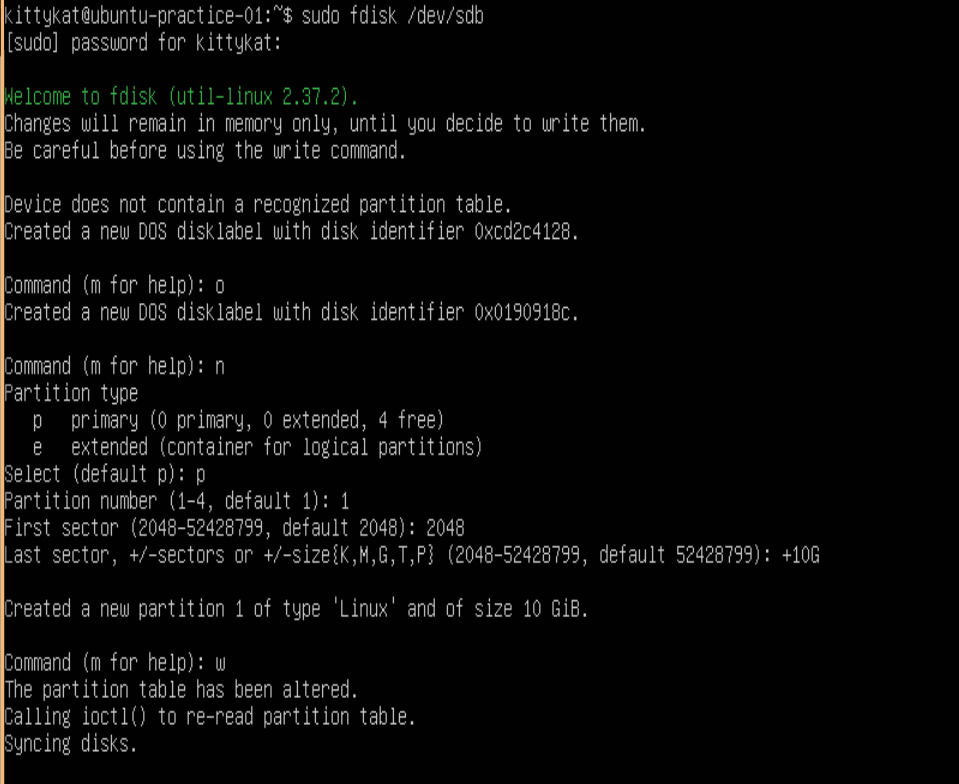 kittykat@ubuntu-practice-01:~$ sudo fdisk /dev/sdb
[sudo] password for kittykat:
Welcome to fdisk (util-linux 2.37.2).
Changes will remain in memory only, until you decide to write them.
Be careful before using the write command.
Device does not contain a recognized partition table.
Created a new DOS disklabel with disk identifier 0xcd2c4128.
Command (m for help): o
Created a new DOS disklabel with disk identifier 0x0190918c.
Command (m for help): n
Partition type
   p   primary (0 primary, 0 extended, 4 free)
   e   extended (container for logical partitions)
Select (default p): p
Partition number (1-4, default 1): 1
First sector (2048-52428799, default 2048): 2048
Last sector, +/-sectors or +/-size{K,M,G,T,P} (2048-52428799, default 52428799): +10G
Created a new partition 1 of type 'Linux' and of size 10 GiB.
Command (m for help): w
The partition table has been altered.
Calling ioctl() to re-read partition table.
Syncing disks.